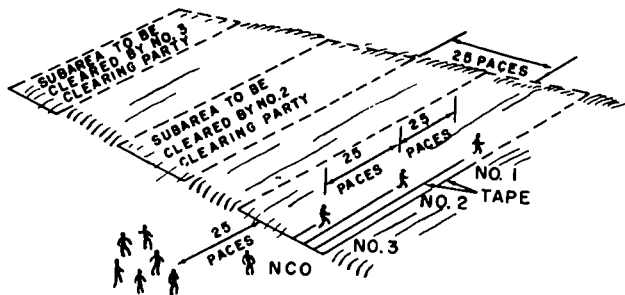 SUBAREA TO BE
CLEARED BY NO.3
CLEARING PARTY
SUBAREA TO BE
CLEARED BY NO.2
CLEARING PARTY
25 PACES
25
PACES
25
PACES
25
PACES
NO. 1
NO. 2
TAPE
NO. 3
NCO